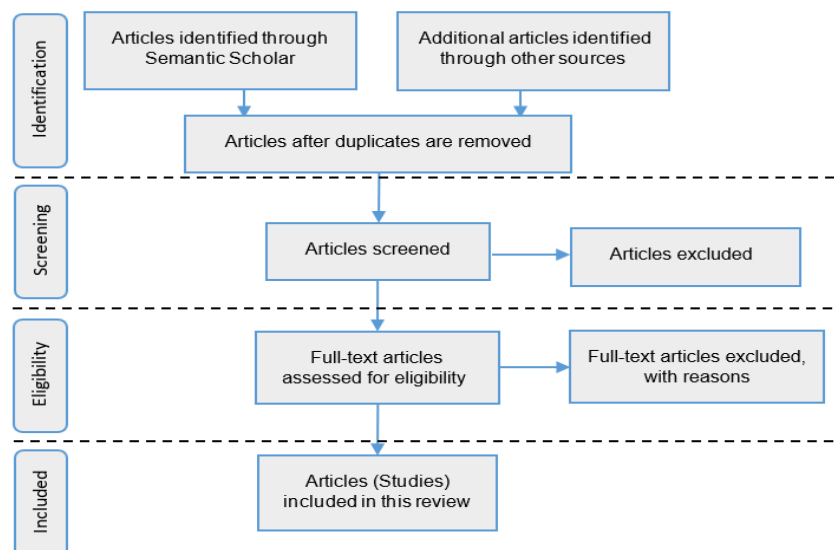 Identification
Articles identified through
Semantic Scholar
Additional articles identified
through other sources
Articles after duplicates are removed
Screening
Articles screened
Articles excluded
Eligibility
Full-text articles
assessed for eligibility
Full-text articles excluded,
with reasons
Included
Articles (Studies)
included in this review